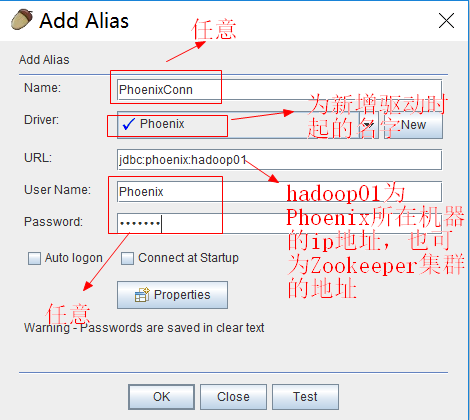 Add Alias
任意
Add Alias
Name:
PhoenixConn
Driver:
Phoenix
New
为新增驱动时
起的名字
URL:
jdbc:phoenix:hadoop01
User Name:
Phoenix
Password:
•••••••
hadoop01为
Phoenix所在机器
的ip地址，也可
为Zookeeper集群
的地址
Auto logon
Connect at Startup
任意
Properties
Warning - Passwords are saved in clear text
OK
Close
Test